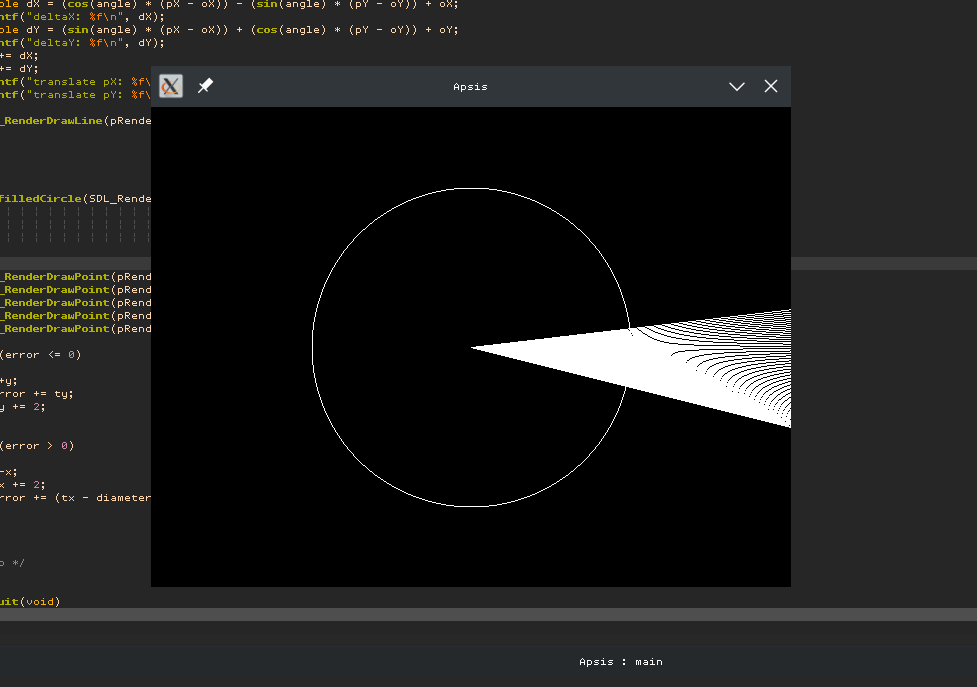 ole dX = (cos(angle) * (pX - oX)) - (sin(angle) * (pY - oY)) + oX;
ntf("deltaX: %f\n", dX);
ole dY = (sin(angle) * (pX - oX)) + (cos(angle) * (pY - oY)) + oY;
ntf("deltaY: %f\n", dY);
+= dX;
+= dY;
ntf("translate pX: %f\
ntf("translate pY: %f\
Apsis
_RenderDrawLine(pRende
filledCircle(SDL_Rende
_RenderDrawPoint(pRend
_RenderDrawPoint(pRend
_RenderDrawPoint(pRend
_RenderDrawPoint(pRend
_RenderDrawPoint(pRend
(error <= 0)
+y;
rror += ty;
y += 2;
(error > 0)
-x;
x += 2;
rror += (tx - diameter
o */
uit(void)
Apsis : main